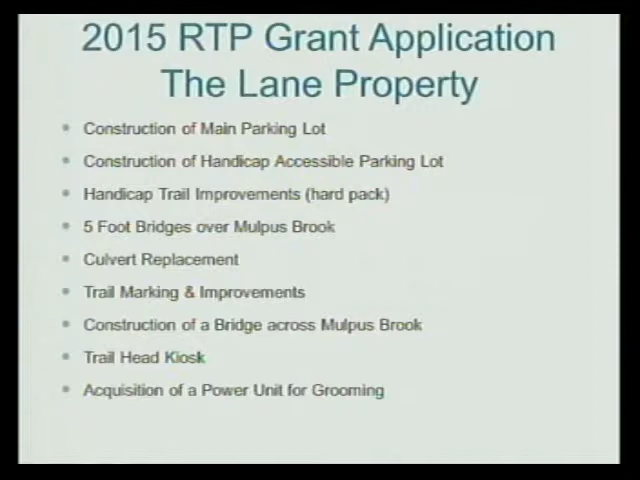 2015 RTP Grant Application
The Lane Property
• Construction of Main Parking Lot
• Construction of Handicap Accessible Parking Lot
• Handicap Trail Improvements (hard pack)
• 5 Foot Bridges over Mulpus Brook
• Culvert Replacement
• Trail Marking & Improvements
• Construction of a Bridge across Mulpus Brook
• Trail Head Kiosk
• Acquisition of a Power Unit for Grooming